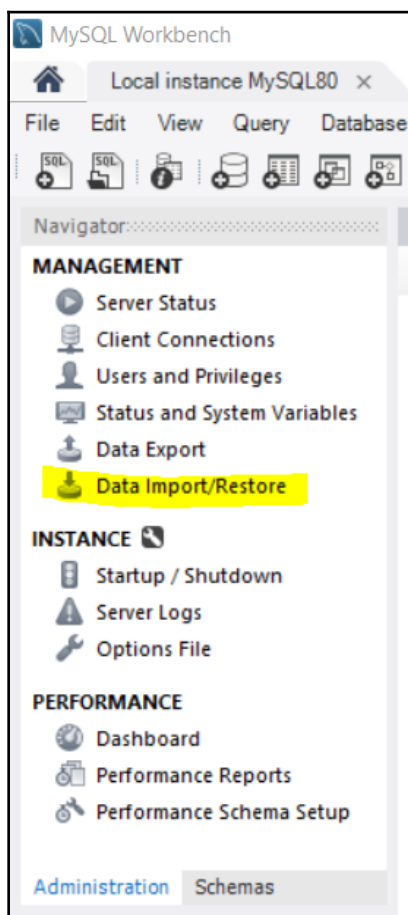 MySQL Workbench
Local instance MySQL80 ×
File Edit View Query Database
SQL SQL
Navigator
MANAGEMENT
Server Status
Client Connections
Users and Privileges
Status and System Variables
Data Export
Data Import/Restore
INSTANCE
Startup / Shutdown
Server Logs
Options File
PERFORMANCE
Dashboard
Performance Reports
Performance Schema Setup
Administration Schemas